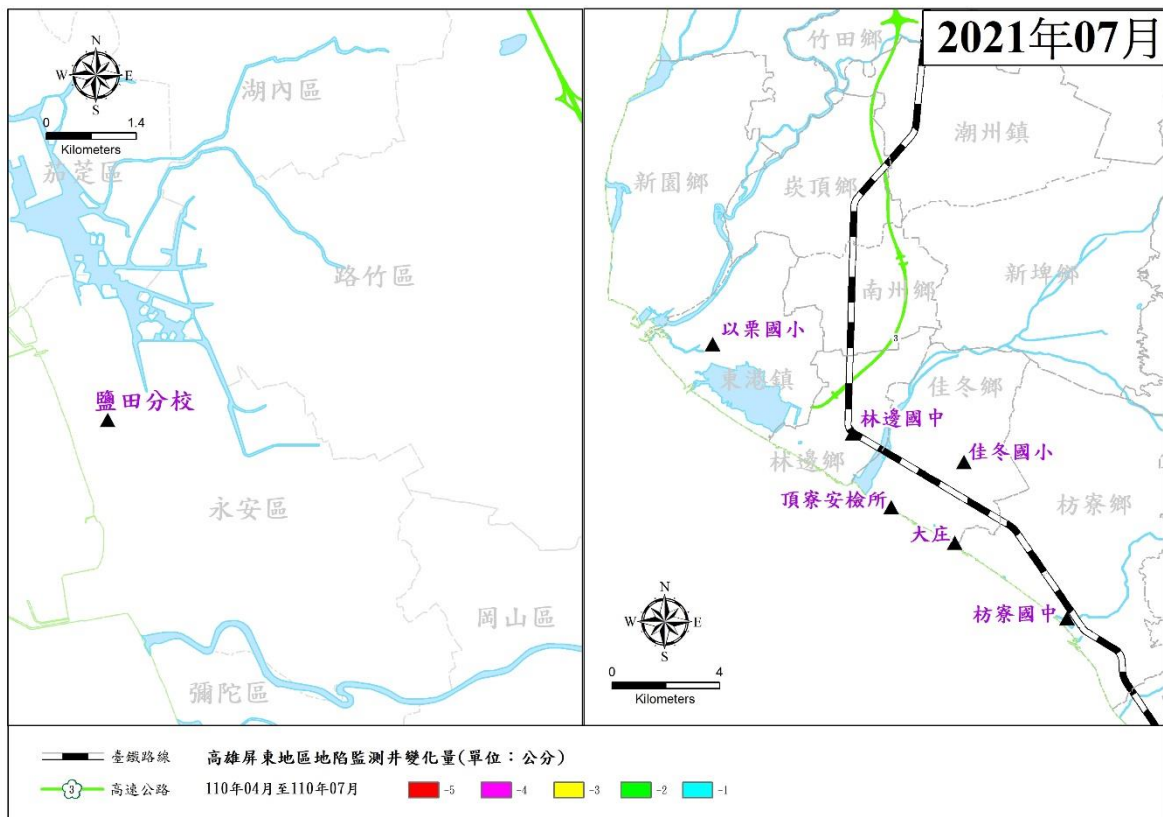 2021年07月
N
W
E
S
0
1.4
Kilometers
湖內區
茄萣區
路竹區
鹽田分校
永安區
岡山區
彌陀區
竹田鄉
潮州鎮
新園鄉
崁頂鄉
新埤鄉
南州鄉
以栗國小
3
東港鎮
佳冬鄉
林邊國中
林邊鄉
佳冬國小
頂寮安檢所
枋寮鄉
大庄
枋寮國中
N
W
E
S
0
4
Kilometers
臺鐵路線
高雄屏東地區地陷監測井變化量(單位：公分)
3
高速公路
110年04月至110年07月
-5
-4
-3
-2
-1